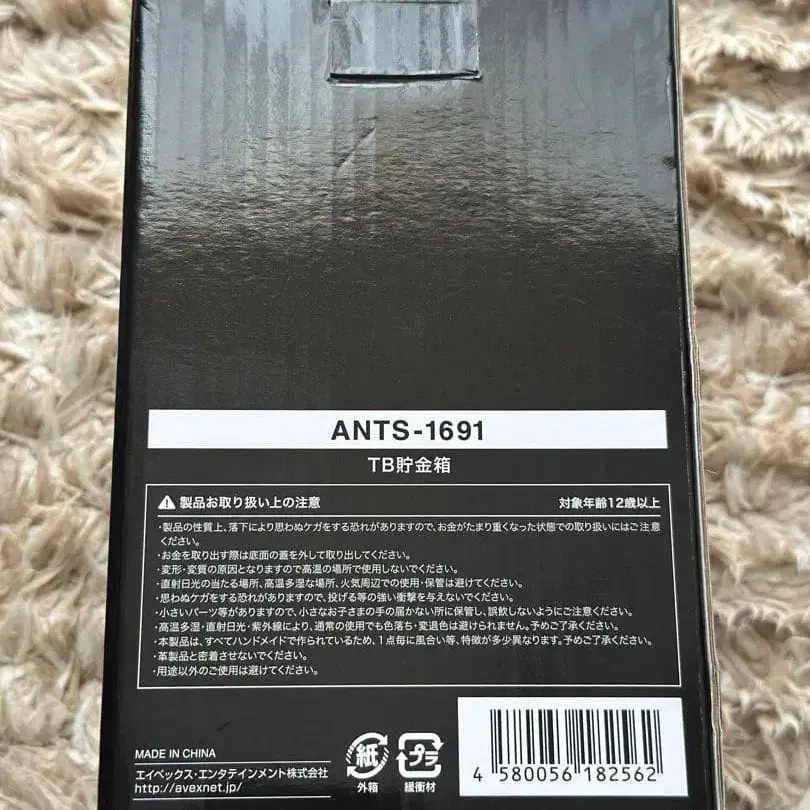 ANTS-1691
TB貯金箱
製品お取り扱い上の注意 対象年齢12歳以上
・製品の性質上、落下により思わぬケガをする恐れがありますので、お金がたまり重くなった状態での取り扱いにはご注意
ください。
・お金を取り出す際は底面の蓋を外して取り出してください。
・変形・変質の原因となりますので高温の場所で使用しないでください。
・直射日光の当たる場所、高温多湿な場所、火気周辺での使用・保管は避けてください。
・思わぬケガをする恐れがありますので、投げる等の強い衝撃を与えないでください。
・小さいパーツ等がありますので、小さなお子さまの手の届かない所に保管し、誤飲しないようにご注意ください。
・高温多湿・直射日光・紫外線により、通常の使用でも色落ち・変退色は避けられません。予めご了承ください。
・本製品は、すべてハンドメイドで作られているため、1点毎に風合い等、特徴が多少異なります。予めご了承ください。
・革製品と密着させないでください。
・用途以外のご使用は避けてください。
MADE IN CHINA
エイベックス・エンタテインメント株式会社
http://avexnet.jp/
紙
外箱
プラ
緩衝材
4 580056 182562